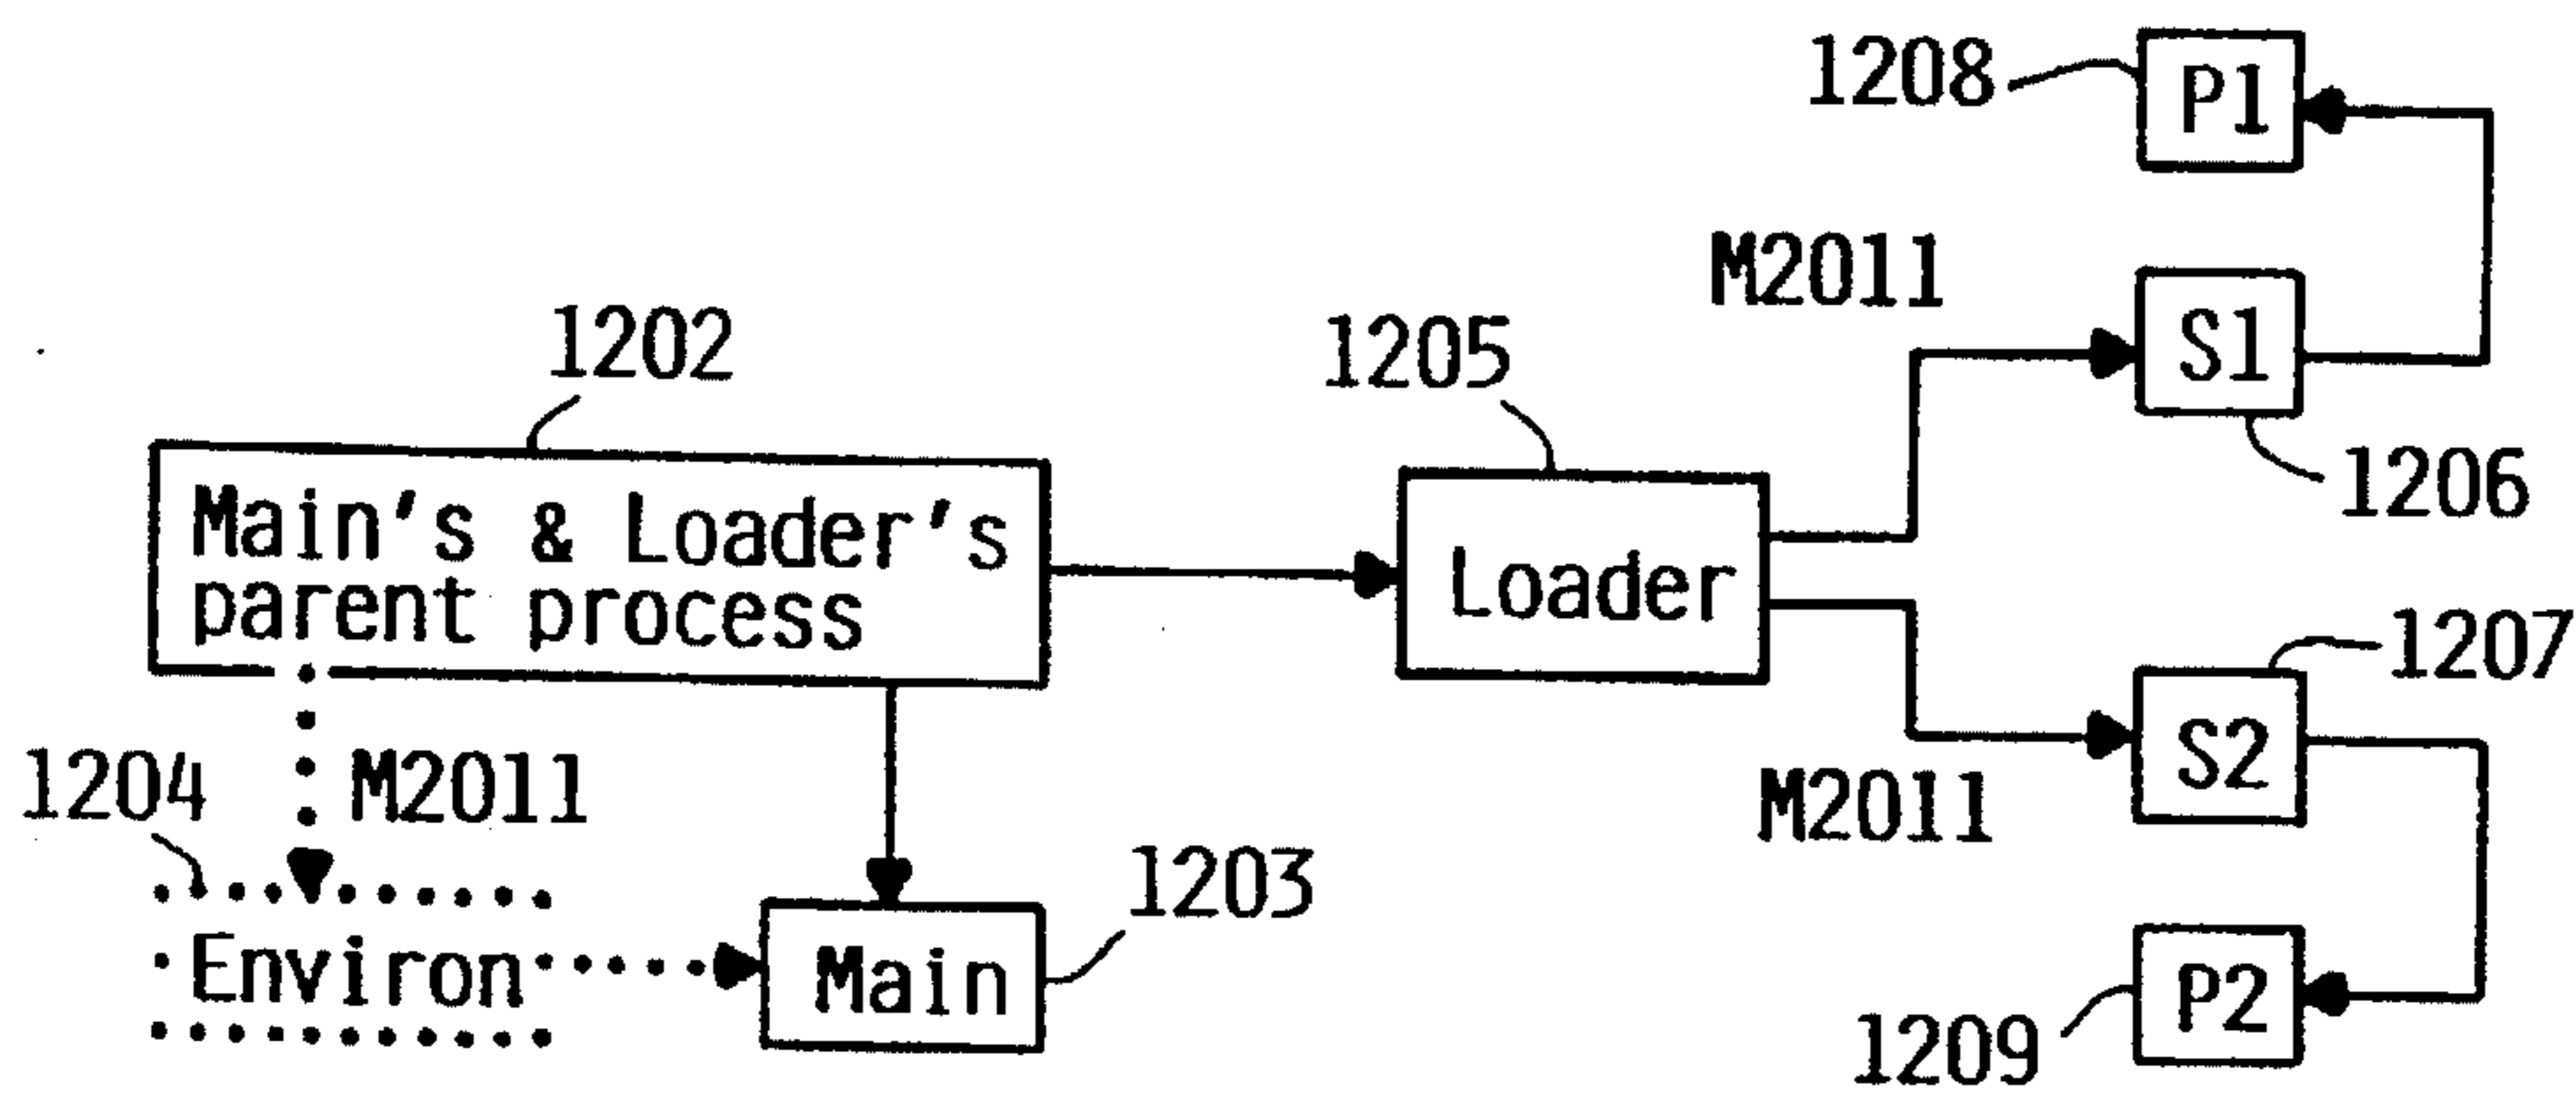 1208
P1
M2011
1202
1205
S1
1206
Main's & Loader's
parent process
Loader
1207
S2
1204
M2011
M2011
1203
Environ
Main
P2
1209